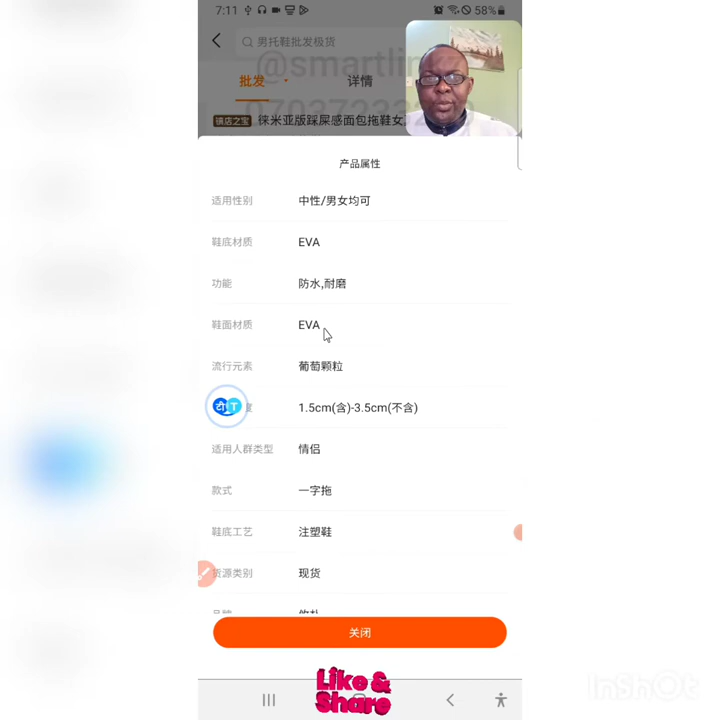 7:11
58%
男托鞋批发极货
@smartlin
批发
详情
07037233
镇店之宝 徕米亚版踩屎感面包拖鞋女
产品属性
适用性别 中性/男女均可
鞋底材质 EVA
功能 防水,耐磨
鞋面材质 EVA
流行元素 葡萄颗粒
1.5cm(含)-3.5cm(不含)
适用人群类型 情侣
款式 一字拖
鞋底工艺 注塑鞋
货源类别 现货
关闭
Like &
Share
InShOt